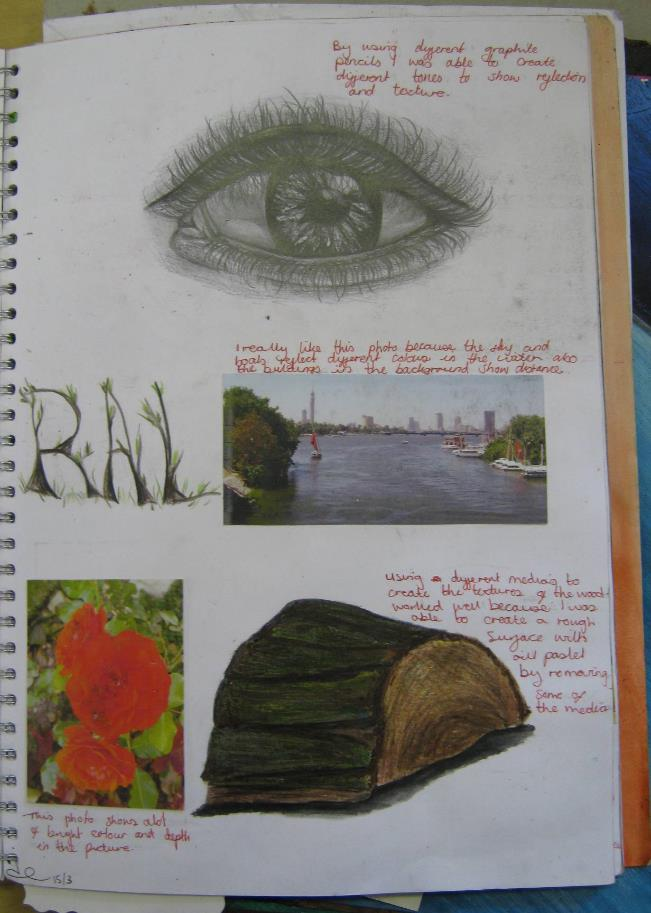 By using different graphite
pencils I was able to create
different tones to show reflection
and texture.
I really like this photo because the sky and
boats reflect different colour in the water also
the buildings in the background show distance.
RML
Using a different media's to
create the textures of the wood
worked well because I was
able to create a rough
surface with
oil pastel
by removing
some of
the media
This photo shows alot
of bright colour and depth
in the picture.
15/3